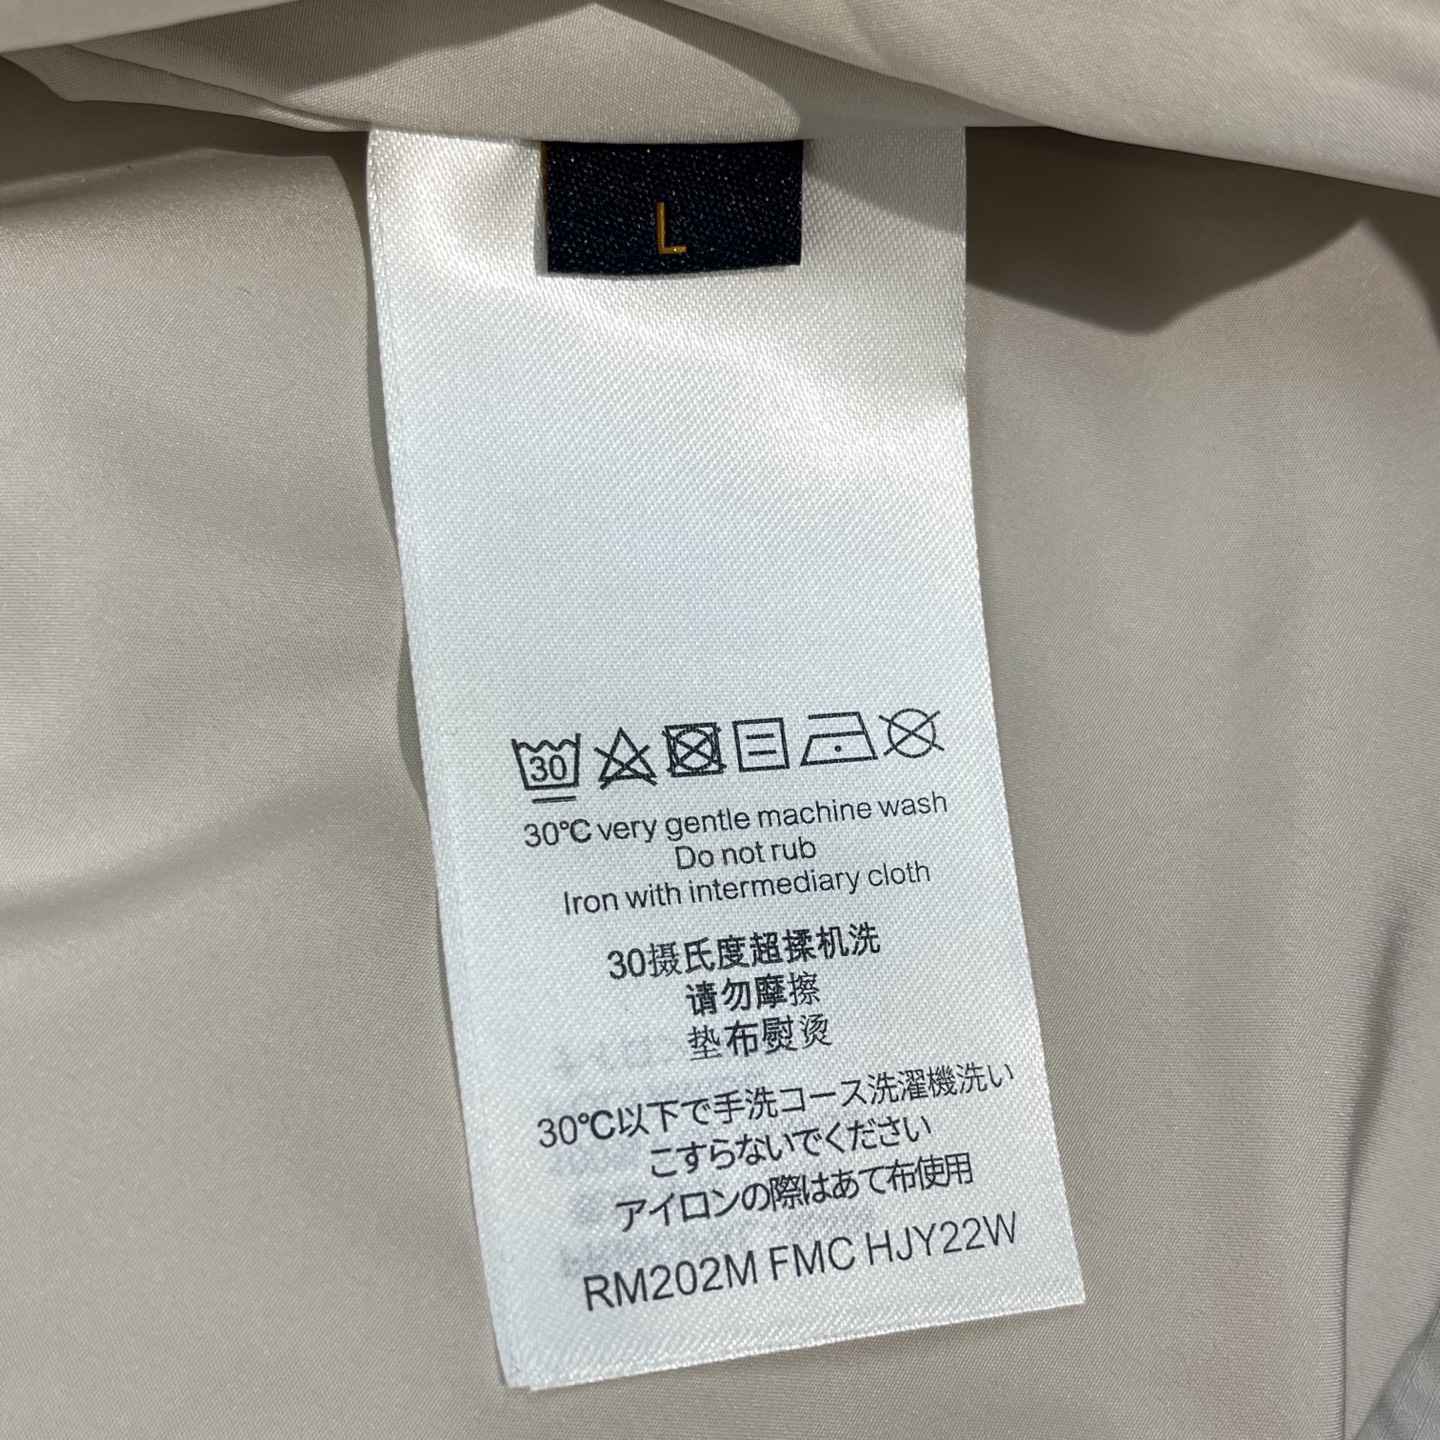 L
30
30℃ very gentle machine wash
Do not rub
Iron with intermediary cloth
30摄氏度超揉机洗
请勿摩擦
垫布熨烫
30℃以下で手洗コース洗濯機洗い
こすらないでください
アイロンの際はあて布使用
RM202M FMC HJY22W